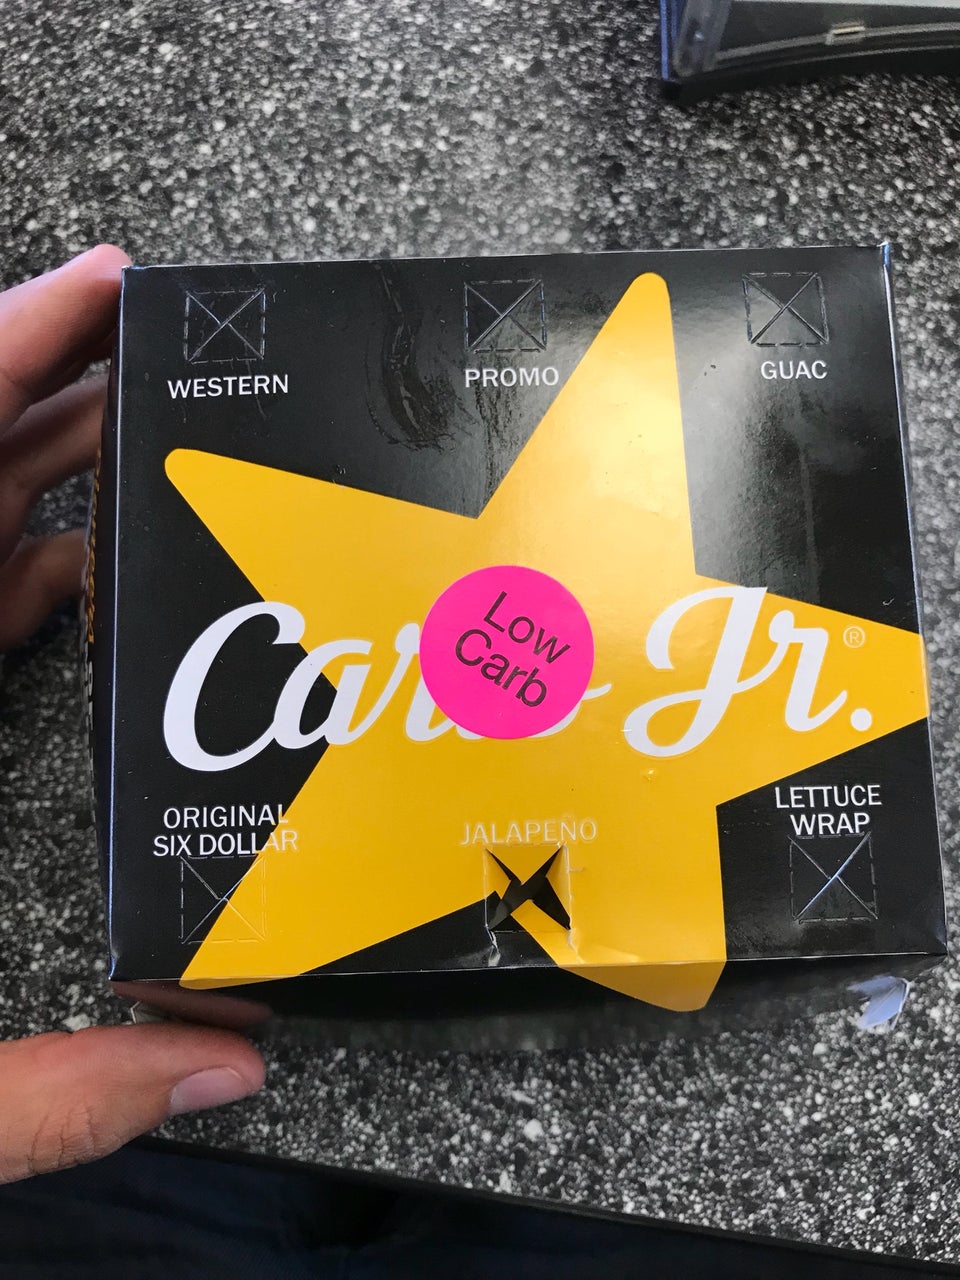 WESTERN
PROMO
GUAC
Low
Carb
Jr.®
ORIGINAL
SIX DOLLAR
JALAPEÑO
LETTUCE
WRAP